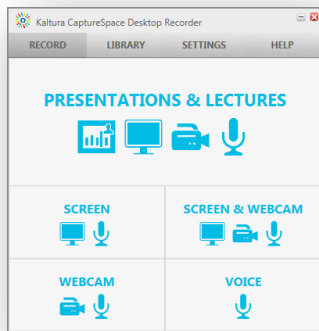 Kaltura CaptureSpace Desktop Recorder
RECORD LIBRARY SETTINGS HELP
PRESENTATIONS & LECTURES
SCREEN SCREEN & WEBCAM
WEBCAM VOICE